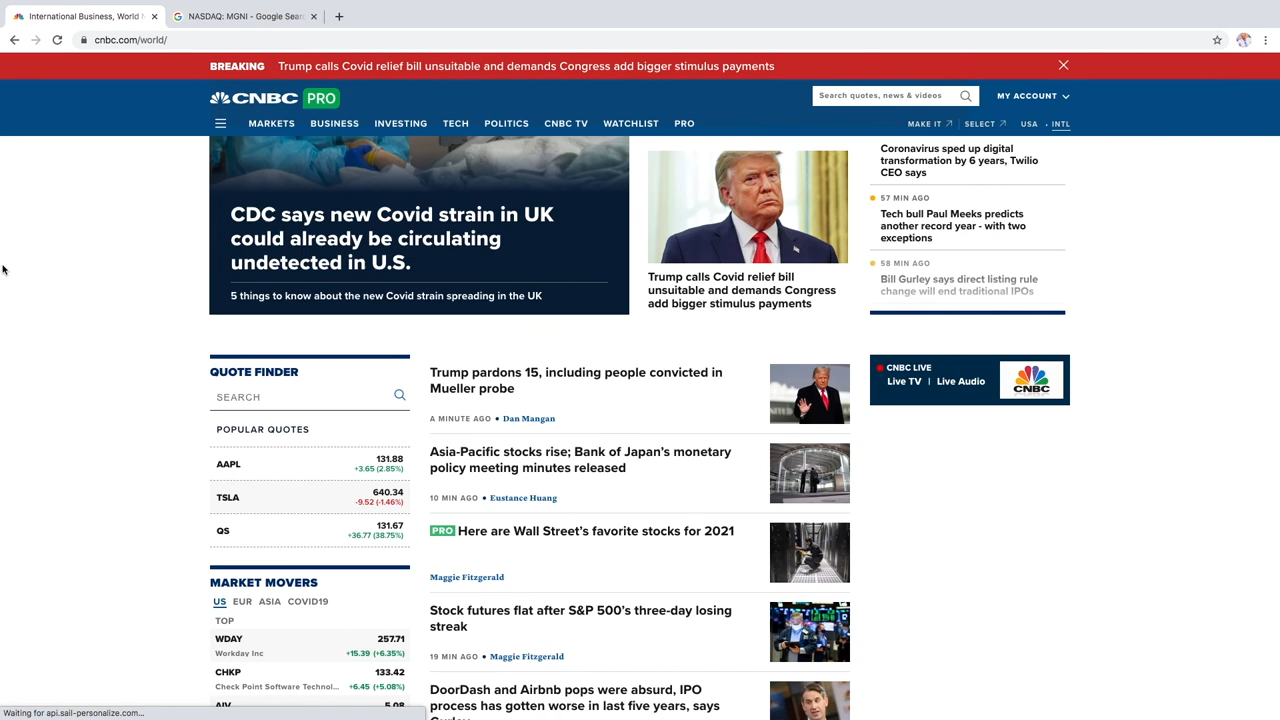 International Business, World N
NASDAQ: MGNI - Google Sear
cnbc.com/world/
BREAKING Trump calls Covid relief bill unsuitable and demands Congress add bigger stimulus payments
CNBC PRO
Search quotes, news & videos
MY ACCOUNT
MARKETS BUSINESS INVESTING TECH POLITICS CNBC TV WATCHLIST PRO
MAKE IT SELECT USA • INTL
CDC says new Covid strain in UK
could already be circulating
undetected in U.S.
5 things to know about the new Covid strain spreading in the UK
Trump calls Covid relief bill
unsuitable and demands Congress
add bigger stimulus payments
Coronavirus sped up digital
transformation by 6 years, Twilio
CEO says
57 MIN AGO
Tech bull Paul Meeks predicts
another record year - with two
exceptions
58 MIN AGO
Bill Gurley says direct listing rule
change will end traditional IPOs
QUOTE FINDER
SEARCH
POPULAR QUOTES
AAPL 131.88
+3.65 (2.85%)
TSLA 640.34
-9.52 (-1.46%)
QS 131.67
+36.77 (38.75%)
MARKET MOVERS
US EUR ASIA COVID19
TOP
WDAY 257.71
Workday Inc +15.39 (+6.35%)
CHKP 133.42
Check Point Software Technol... +6.45 (+5.08%)
AIV 5.08
Trump pardons 15, including people convicted in
Mueller probe
A MINUTE AGO • Dan Mangan
Asia-Pacific stocks rise; Bank of Japan's monetary
policy meeting minutes released
10 MIN AGO • Eustance Huang
PRO Here are Wall Street's favorite stocks for 2021
Maggie Fitzgerald
Stock futures flat after S&P 500's three-day losing
streak
19 MIN AGO • Maggie Fitzgerald
DoorDash and Airbnb pops were absurd, IPO
process has gotten worse in last five years, says
Gurley
CNBC LIVE
Live TV | Live Audio
CNBC
Waiting for api.sail-personalize.com...